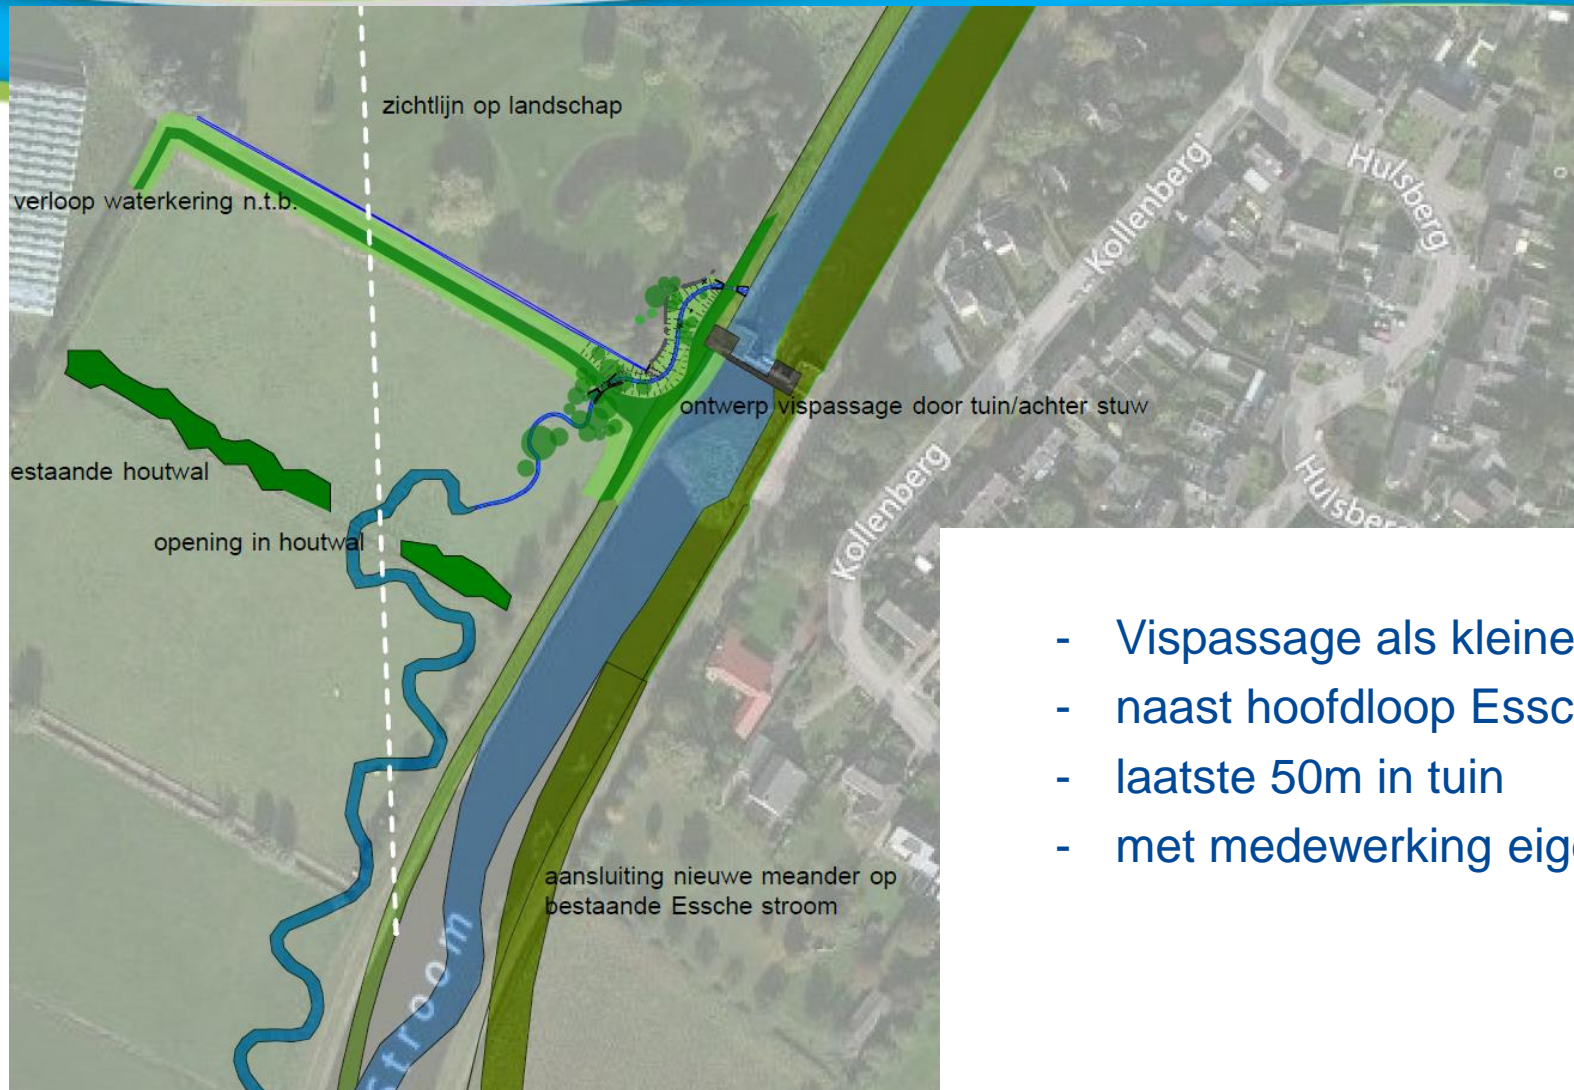 zichtlijn op landschap
verloop waterkering n.t.b.
Kollenberg
Hulsberg
ontwerp vispassage door tuin/achter stuw
estaande houtwal
opening in houtwal
Kollenberg
Hulsberg
- Vispassage als kleine
- naast hoofdloop Essc
- laatste 50m in tuin
- met medewerking eig
aansluiting nieuwe meander op
bestaande Essche stroom
Stroom